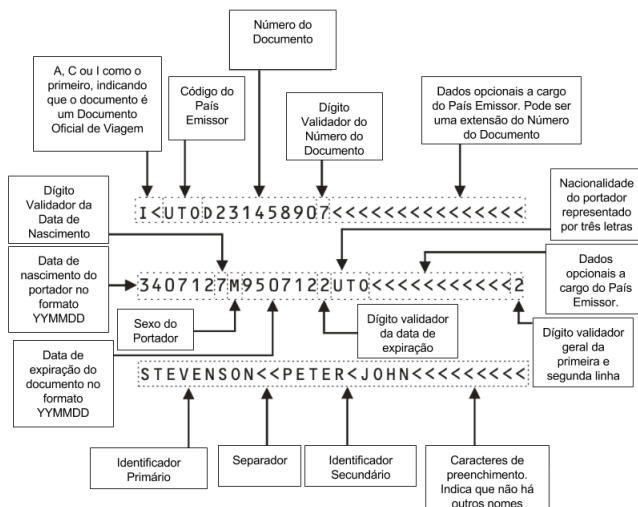 Número do
Documento
A, C ou I como o
primeiro, indicando
que o documento é
um Documento
Oficial de Viagem
Código do
País
Emissor
Dígito
Validador do
Número do
Documento
Dados opcionais a cargo
do País Emissor. Pode ser
uma extensão do Número
do Documento
I<UTOD231458907<<<<<<<<<<<<<<<
Dígito
Validador da
Data de
Nascimento
Nacionalidade
do portador
representado
por três letras
Data de
nascimento do
portador no
formato
YYMMDD
3407127M9507122UTO<<<<<<<<<<<2
Sexo do
Portador
Dígito validador
da data de
expiração
Dados
opcionais a
cargo do País
Emissor.
Data de
expiração do
documento no
formato
YYMMDD
Dígito validador
geral da
primeira e
segunda linha
STEVENSON<<PETER<JOHN<<<<<<<<<
Identificador
Primário
Separador
Identificador
Secundário
Caracteres de
preenchimento.
Indica que não há
outros nomes